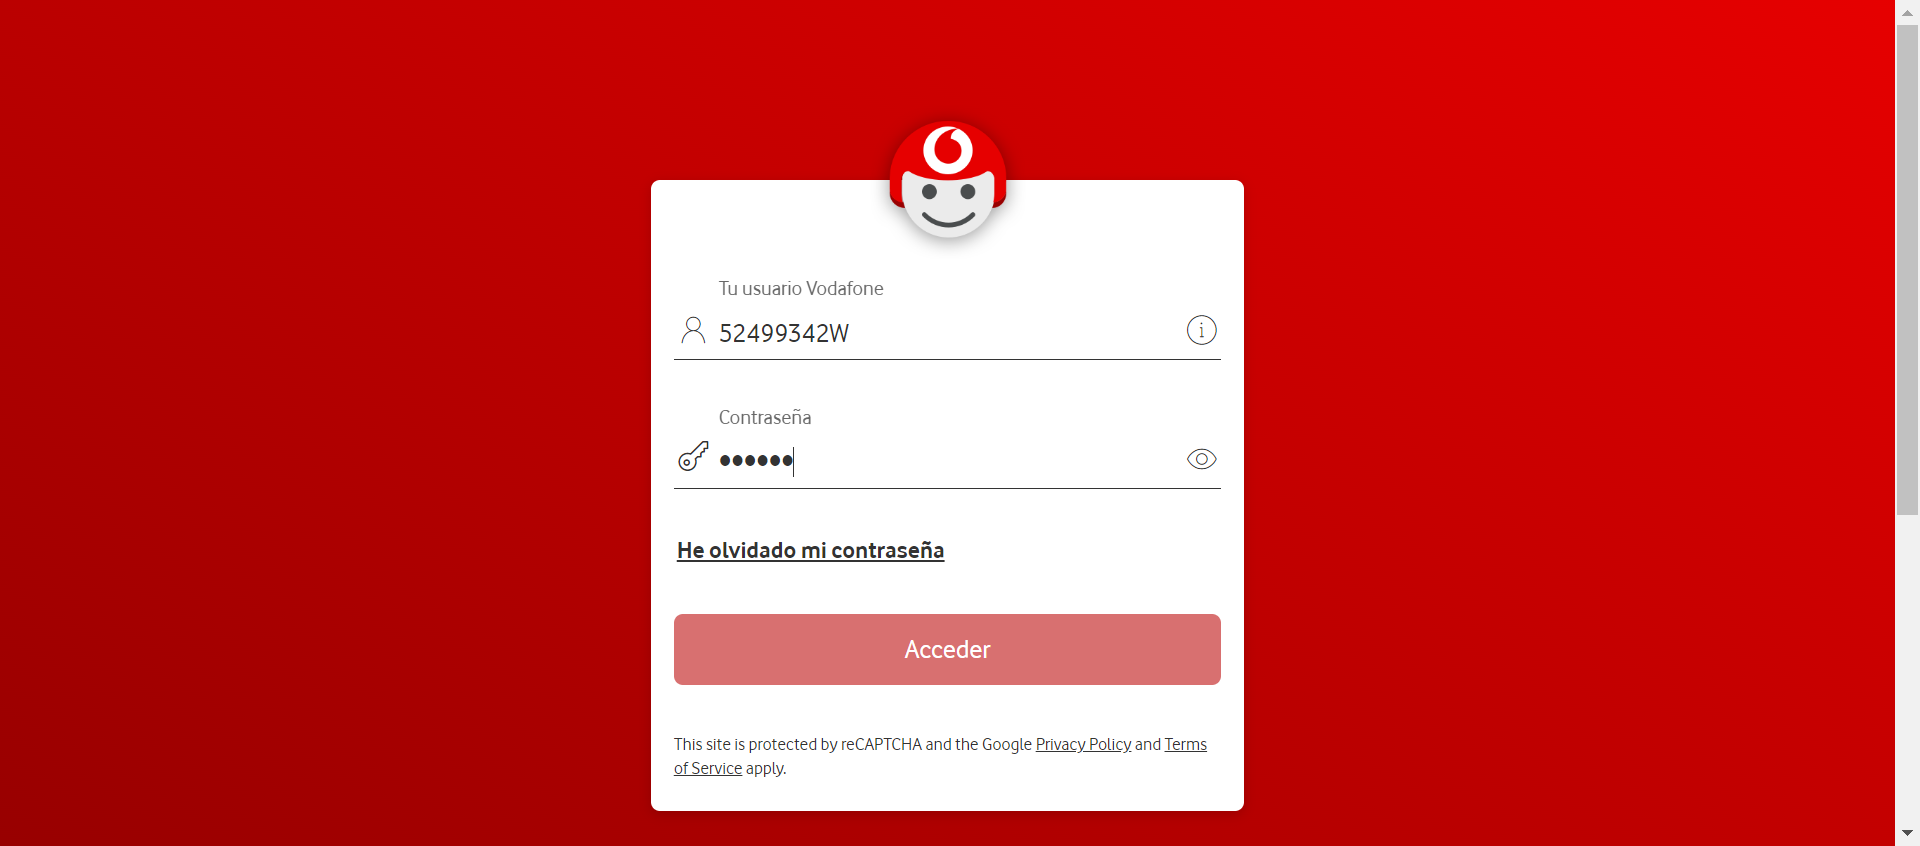 Tu usuario Vodafone
52499342W
Contraseña
••••••
He olvidado mi contraseña
Acceder
This site is protected by reCAPTCHA and the Google Privacy Policy and Terms
of Service apply.